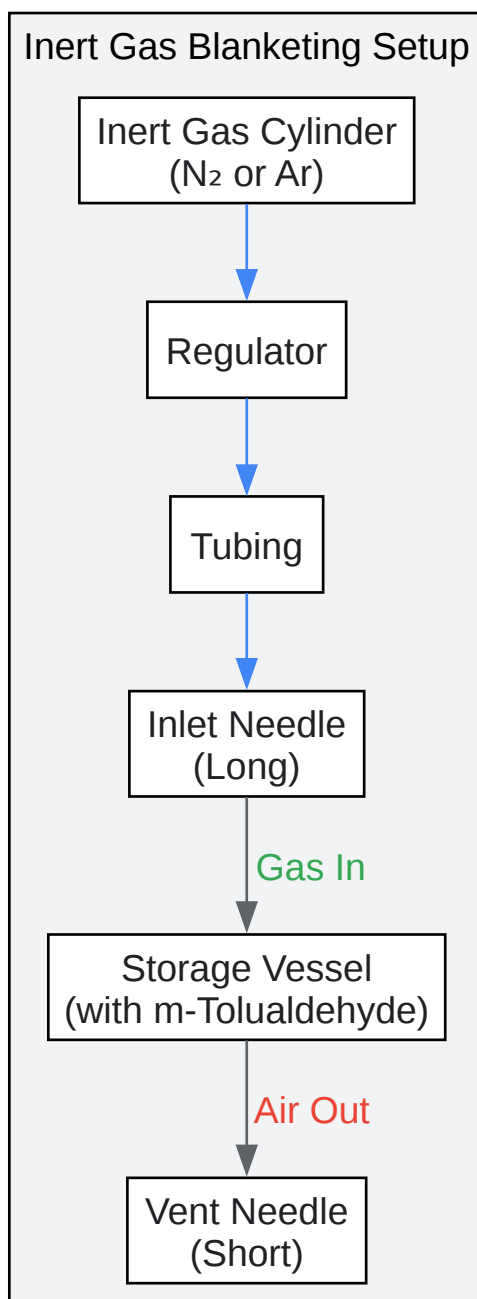 Inert Gas Blanketing Setup
Inert Gas Cylinder
(N₂ or Ar)
Regulator
Tubing
Inlet Needle
(Long)
Gas In
Storage Vessel
(with m-Tolualdehyde)
Air Out
Vent Needle
(Short)